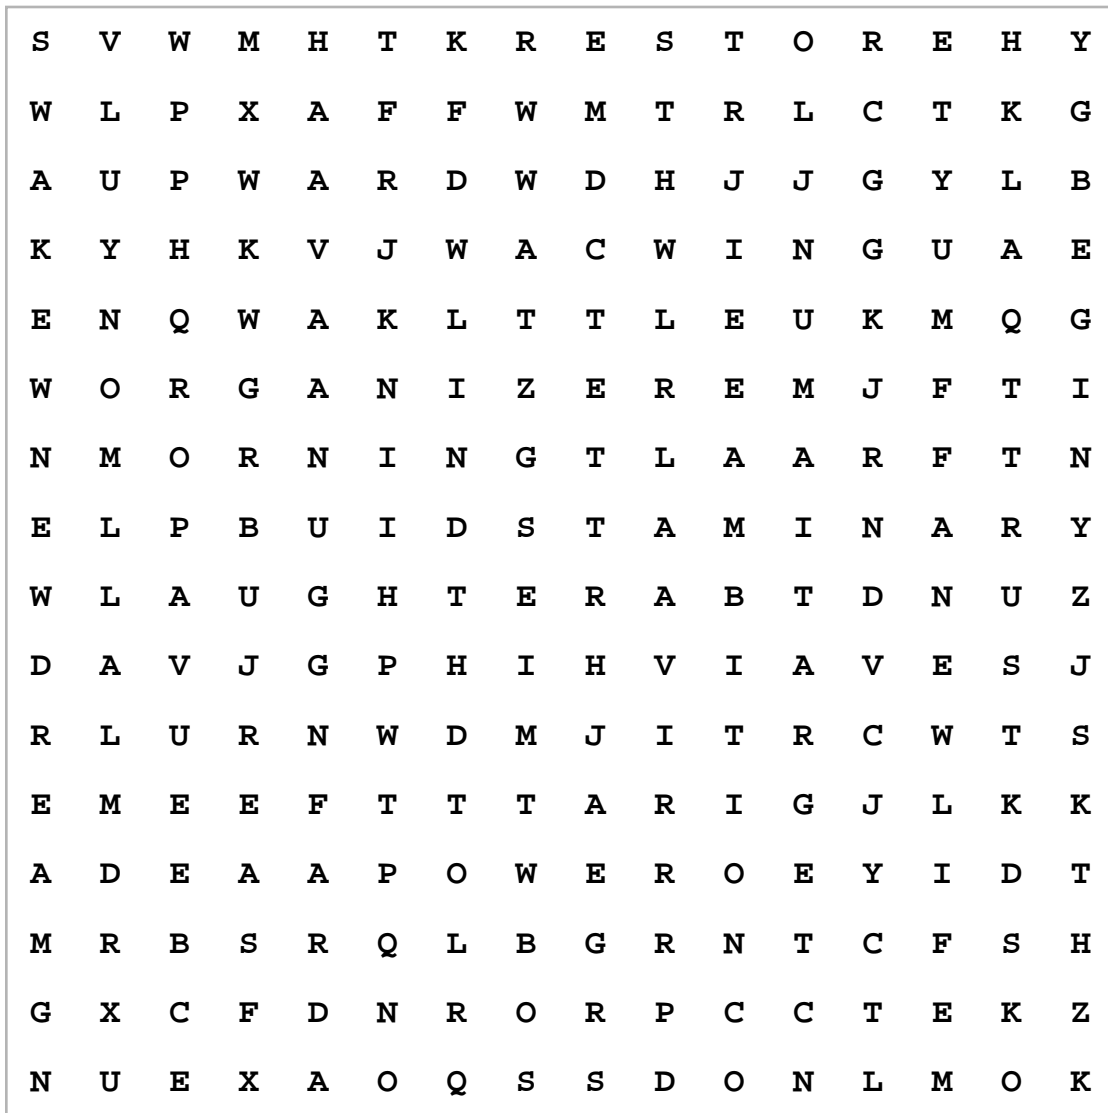 S V W M H T K R E S T O R E H Y
W L P X A F F W M T R L C T K G
A U P W A R D W D H J J G Y L B
K Y H K V J W A C W I N G U A E
E N Q W A K L T T L E U K M Q G
W O R G A N I Z E R E M J F T I
N M O R N I N G T L A A R F T N
E L P B U I D S T A M I N A R Y
W L A U G H T E R A B T D N U Z
D A V J G P H I H V I A V E S J
R L U R N W D M J I T R C W T S
E M E E F T T T A R I G J L K K
A D E A A P O W E R O E Y I D T
M R B S R Q L B G R N T C F S H
G X C F D N R O R P C C T E K Z
N U E X A O Q S S D O N L M O K